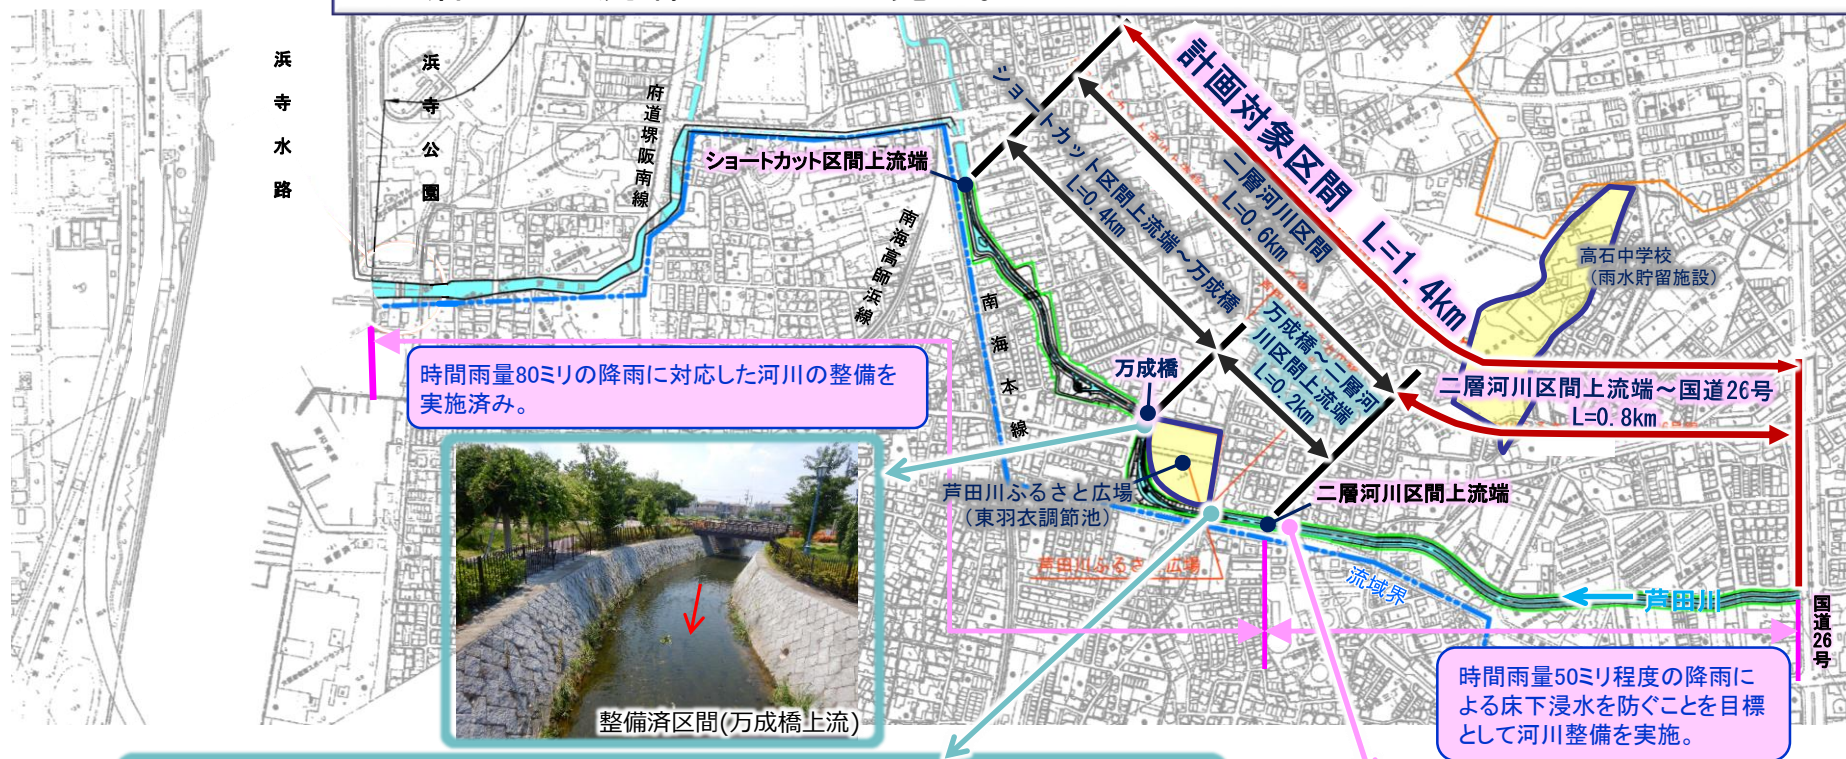 浜寺水路
浜寺公園
府道堺阪南線
ショートカット区間上流端
南海高師浜線
南海本線
計画対象区間 L=1.4km
二層河川区間
L=0.6km
ショートカット区間上流端~万成橋
L=0.4km
万成橋~二層河
川区間上流端
L=0.2km
高石中学校
(雨水貯留施設)
二層河川区間上流端~国道26号
L=0.8km
時間雨量80ミリの降雨に対応した河川の整備を
実施済み。
万成橋
芦田川ふるさと広場
(東羽衣調節池)
二層河川区間上流端
芦田川ふるさと広場
流域界
芦田川
国道26号
整備済区間(万成橋上流)
時間雨量50ミリ程度の降雨に
よる床下浸水を防ぐことを目標
として河川整備を実施。